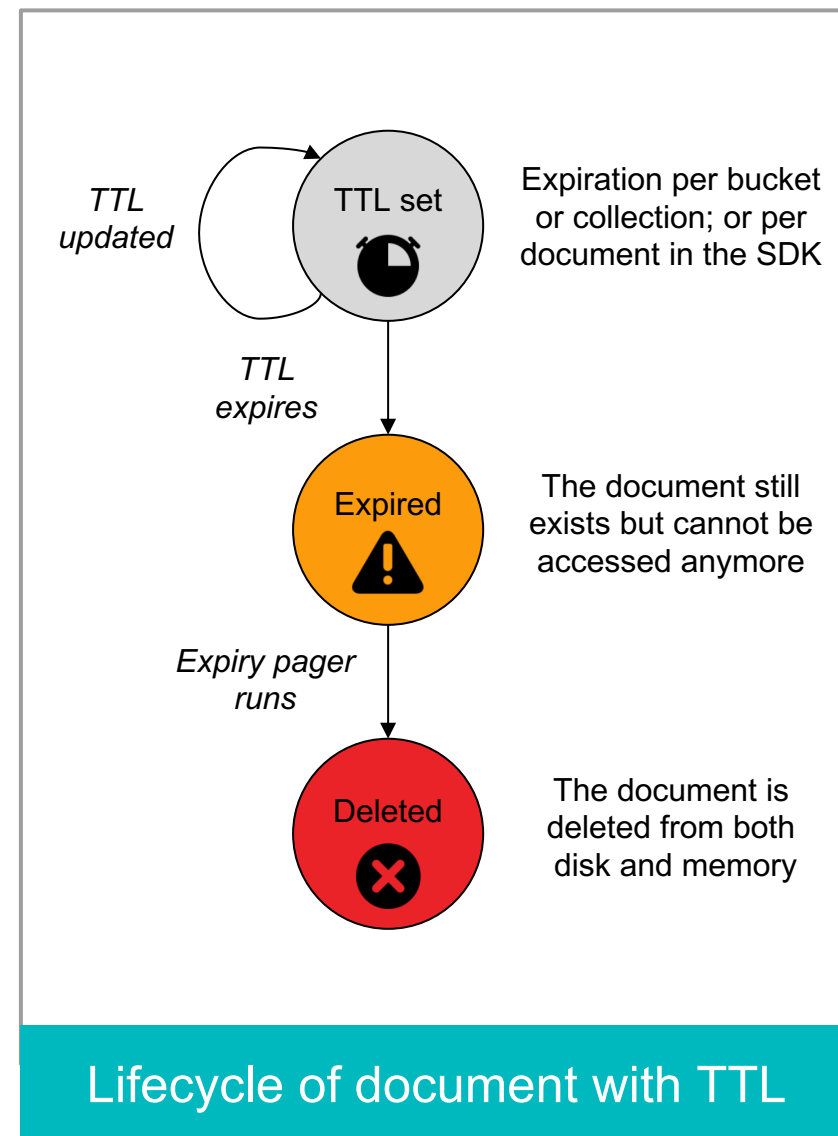 TTL
updated
TTL set
Expiration per bucket
or collection; or per
document in the SDK
TTL
expires
Expired
The document still
exists but cannot be
accessed anymore
Expiry pager
runs
Deleted
The document is
deleted from both
disk and memory
Lifecycle of document with TTL